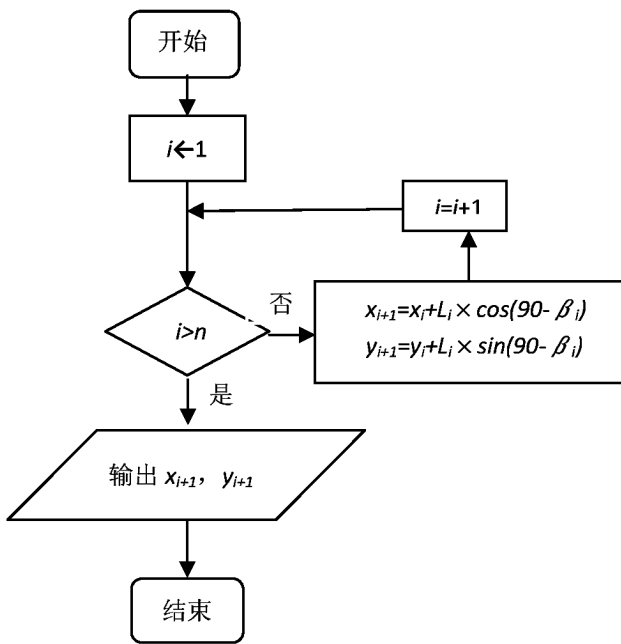 开始
i←1
i=i+1
i>n
否
xᵢ₊₁=xᵢ+Lᵢ×cos(90-βᵢ)
yᵢ₊₁=yᵢ+Lᵢ×sin(90-βᵢ)
是
输出 xᵢ₊₁，yᵢ₊₁
结束